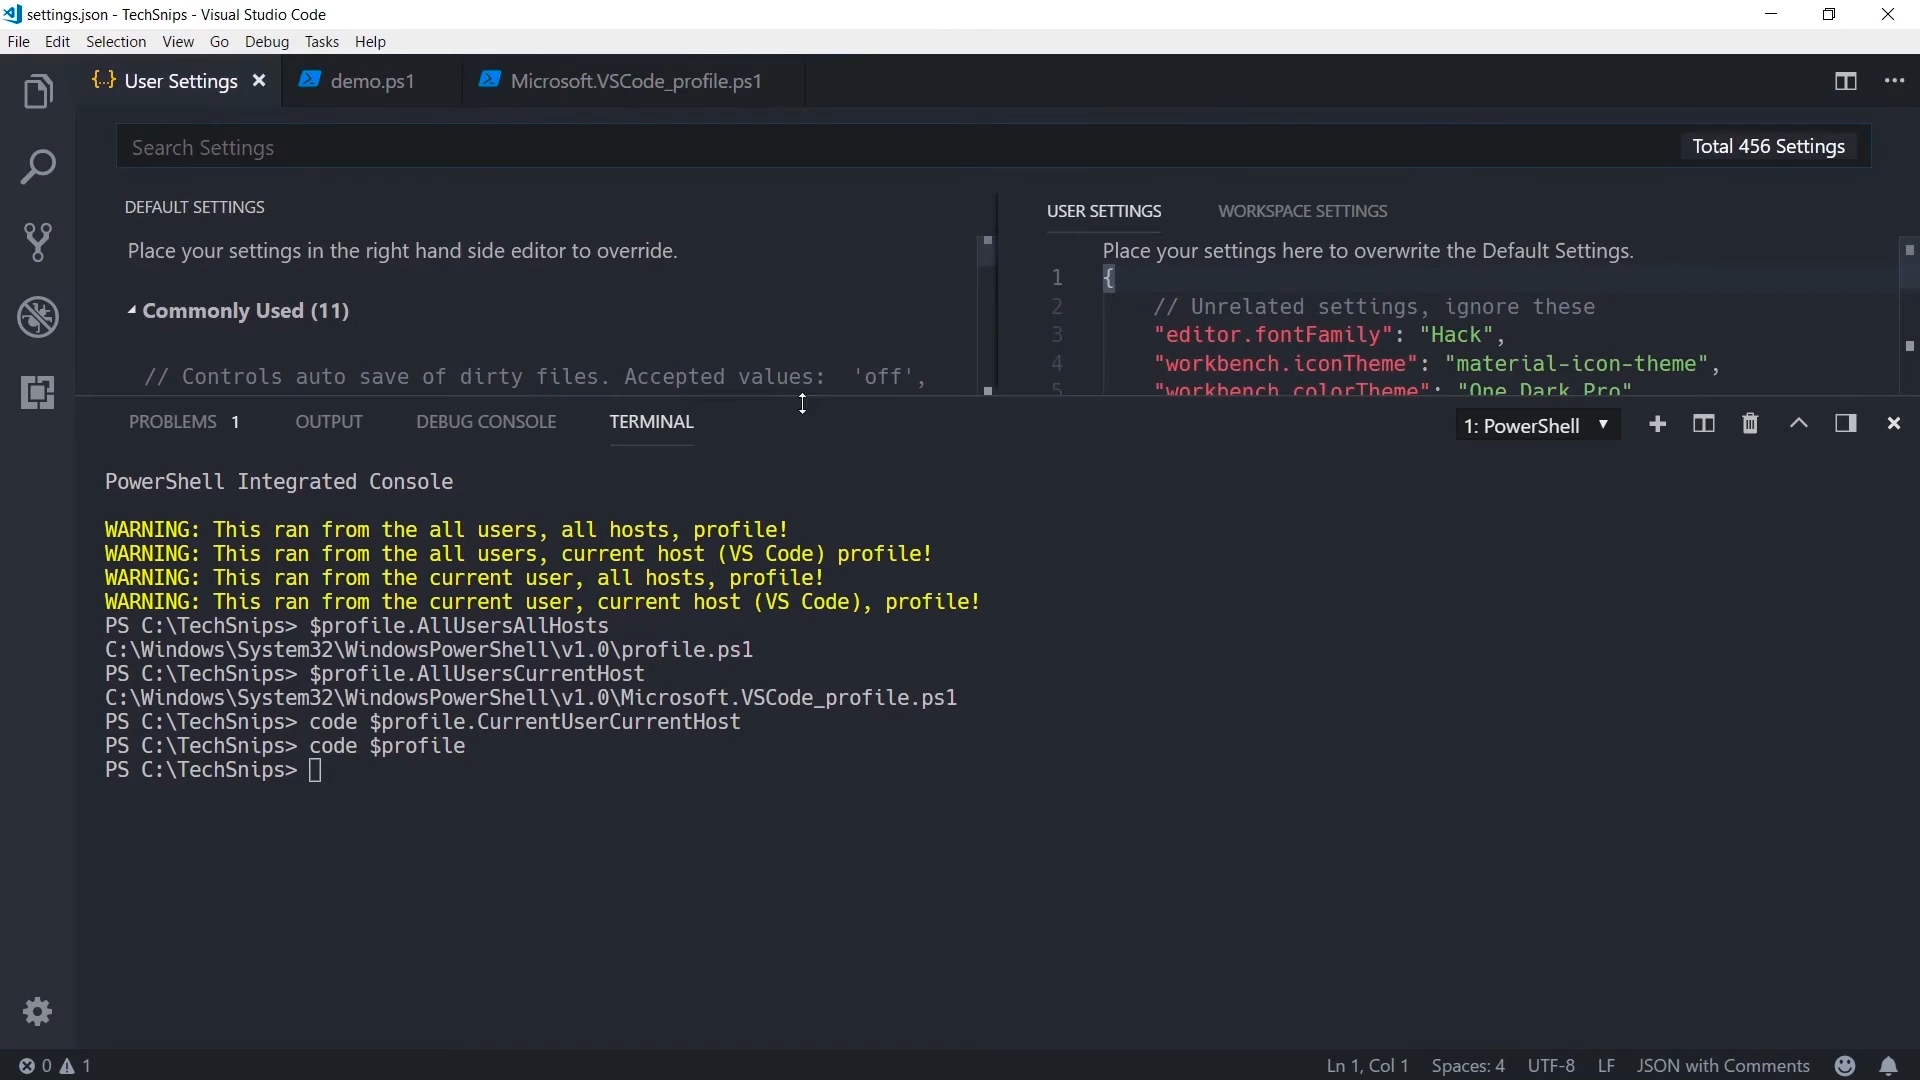 settings.json - TechSnips - Visual Studio Code
File Edit Selection View Go Debug Tasks Help
{..} User Settings demo.ps1 Microsoft.VSCode_profile.ps1
Search Settings Total 456 Settings
DEFAULT SETTINGS
Place your settings in the right hand side editor to override.
Commonly Used (11)
// Controls auto save of dirty files. Accepted values:  'off',
USER SETTINGS WORKSPACE SETTINGS
Place your settings here to overwrite the Default Settings.
1 {
2 // Unrelated settings, ignore these
3 "editor.fontFamily": "Hack",
4 "workbench.iconTheme": "material-icon-theme",
5 "workbench.colorTheme": "One Dark Pro"
PROBLEMS 1 OUTPUT DEBUG CONSOLE TERMINAL 1: PowerShell
PowerShell Integrated Console
WARNING: This ran from the all users, all hosts, profile!
WARNING: This ran from the all users, current host (VS Code) profile!
WARNING: This ran from the current user, all hosts, profile!
WARNING: This ran from the current user, current host (VS Code), profile!
PS C:\TechSnips> $profile.AllUsersAllHosts
C:\Windows\System32\WindowsPowerShell\v1.0\profile.ps1
PS C:\TechSnips> $profile.AllUsersCurrentHost
C:\Windows\System32\WindowsPowerShell\v1.0\Microsoft.VSCode_profile.ps1
PS C:\TechSnips> code $profile.CurrentUserCurrentHost
PS C:\TechSnips> code $profile
PS C:\TechSnips>
0 1 Ln 1, Col 1 Spaces: 4 UTF-8 LF JSON with Comments